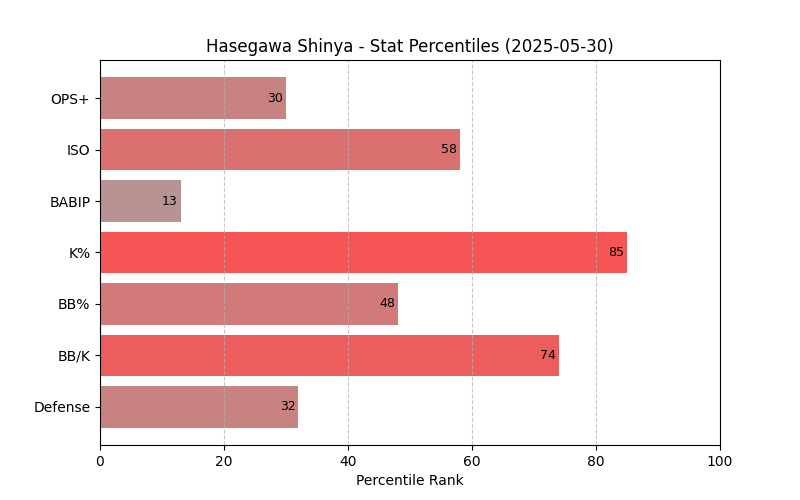 Hasegawa Shinya - Stat Percentiles (2025-05-30)
OPS+ 30
ISO 58
BABIP 13
K% 85
BB% 48
BB/K 74
Defense 32
0 20 40 60 80 100
Percentile Rank